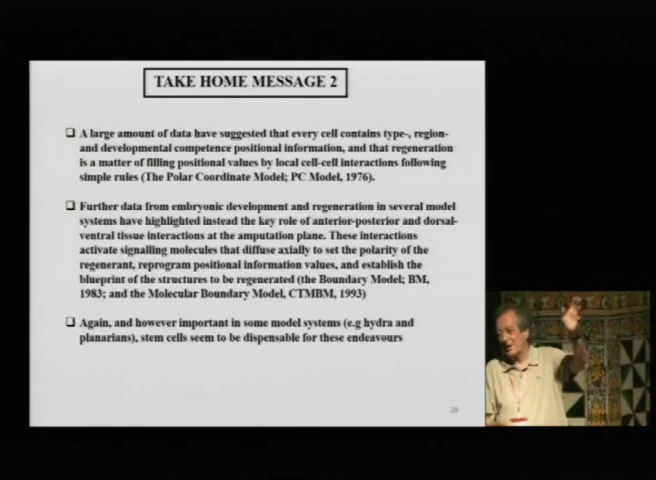 TAKE HOME MESSAGE 2
A large amount of data have suggested that every cell contains type-, region-
and developmental competence positional information, and that regeneration
is a matter of filling positional values by local cell-cell interactions following
simple rules (The Polar Coordinate Model; PC Model, 1976).
Further data from embryonic development and regeneration in several model
systems have highlighted instead the key role of anterior-posterior and dorsal-
ventral tissue interactions at the amputation plane. These interactions
activate signalling molecules that diffuse axially to set the polarity of the
regenerant, reprogram positional information values, and establish the
blueprint of the structures to be regenerated (the Boundary Model; BM,
1983; and the Molecular Boundary Model, CTMBM, 1993)
Again, and however important in some model systems (e.g hydra and
planarians), stem cells seem to be dispensable for these endeavours
20